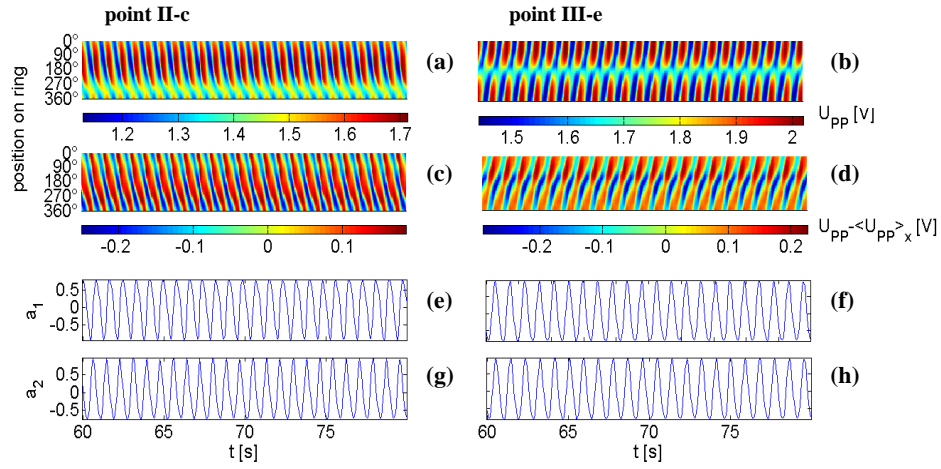 point II-c
point III-e
position on ring
0°
90°
180°
270°
360°
(a)
(b)
1.2 1.3 1.4 1.5 1.6 1.7
1.5 1.6 1.7 1.8 1.9 2
U_PP [V]
0°
90°
180°
270°
360°
(c)
(d)
-0.2 -0.1 0 0.1
-0.2 -0.1 0 0.1 0.2
U_PP-<U_PP>_x [V]
a_1
0.5
0
-0.5
(e)
(f)
a_2
0.5
0
-0.5
(g)
(h)
60 65 70 75
60 65 70 75
t [s]
t [s]